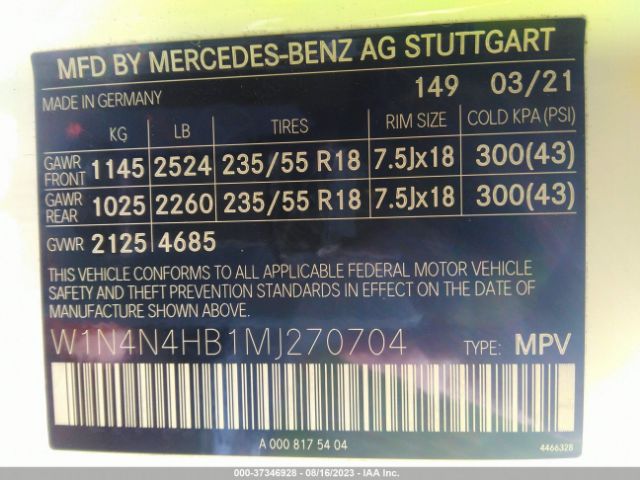 MFD BY MERCEDES-BENZ AG STUTTGART
MADE IN GERMANY 149 03/21
KG LB TIRES RIM SIZE COLD KPA (PSI)
GAWR FRONT 1145 2524 235/55 R18 7.5Jx18 300(43)
GAWR REAR 1025 2260 235/55 R18 7.5Jx18 300(43)
GVWR 2125 4685
THIS VEHICLE CONFORMS TO ALL APPLICABLE FEDERAL MOTOR VEHICLE
SAFETY AND THEFT PREVENTION STANDARDS IN EFFECT ON THE DATE OF
MANUFACTURE SHOWN ABOVE.
W1N4N4HB1MJ270704 TYPE: MPV
A 000 817 54 04
4466328
000-37346928 - 08/16/2023 - IAA Inc.